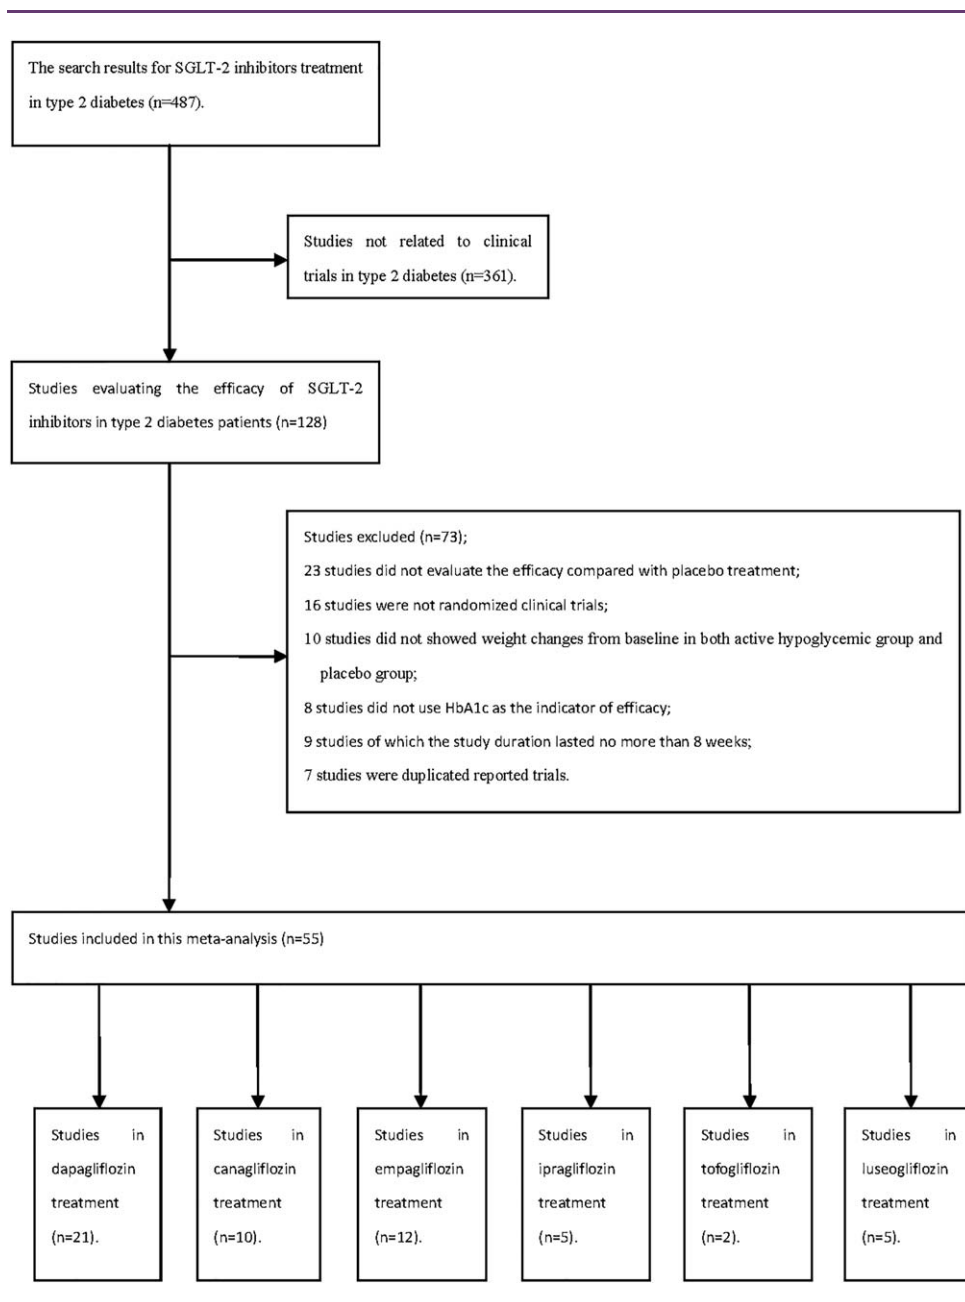 The search results for SGLT-2 inhibitors treatment
in type 2 diabetes (n=487).
Studies not related to clinical
trials in type 2 diabetes (n=361).
Studies evaluating the efficacy of SGLT-2
inhibitors in type 2 diabetes patients (n=128)
Studies excluded (n=73);
23 studies did not evaluate the efficacy compared with placebo treatment;
16 studies were not randomized clinical trials;
10 studies did not showed weight changes from baseline in both active hypoglycemic group and
placebo group;
8 studies did not use HbA1c as the indicator of efficacy;
9 studies of which the study duration lasted no more than 8 weeks;
7 studies were duplicated reported trials.
Studies included in this meta-analysis (n=55)
Studies in
dapagliflozin
treatment
(n=21).
Studies in
canagliflozin
treatment
(n=10).
Studies in
empagliflozin
treatment
(n=12).
Studies in
ipragliflozin
treatment
(n=5).
Studies in
tofogliflozin
treatment
(n=2).
Studies in
luseogliflozin
treatment
(n=5).